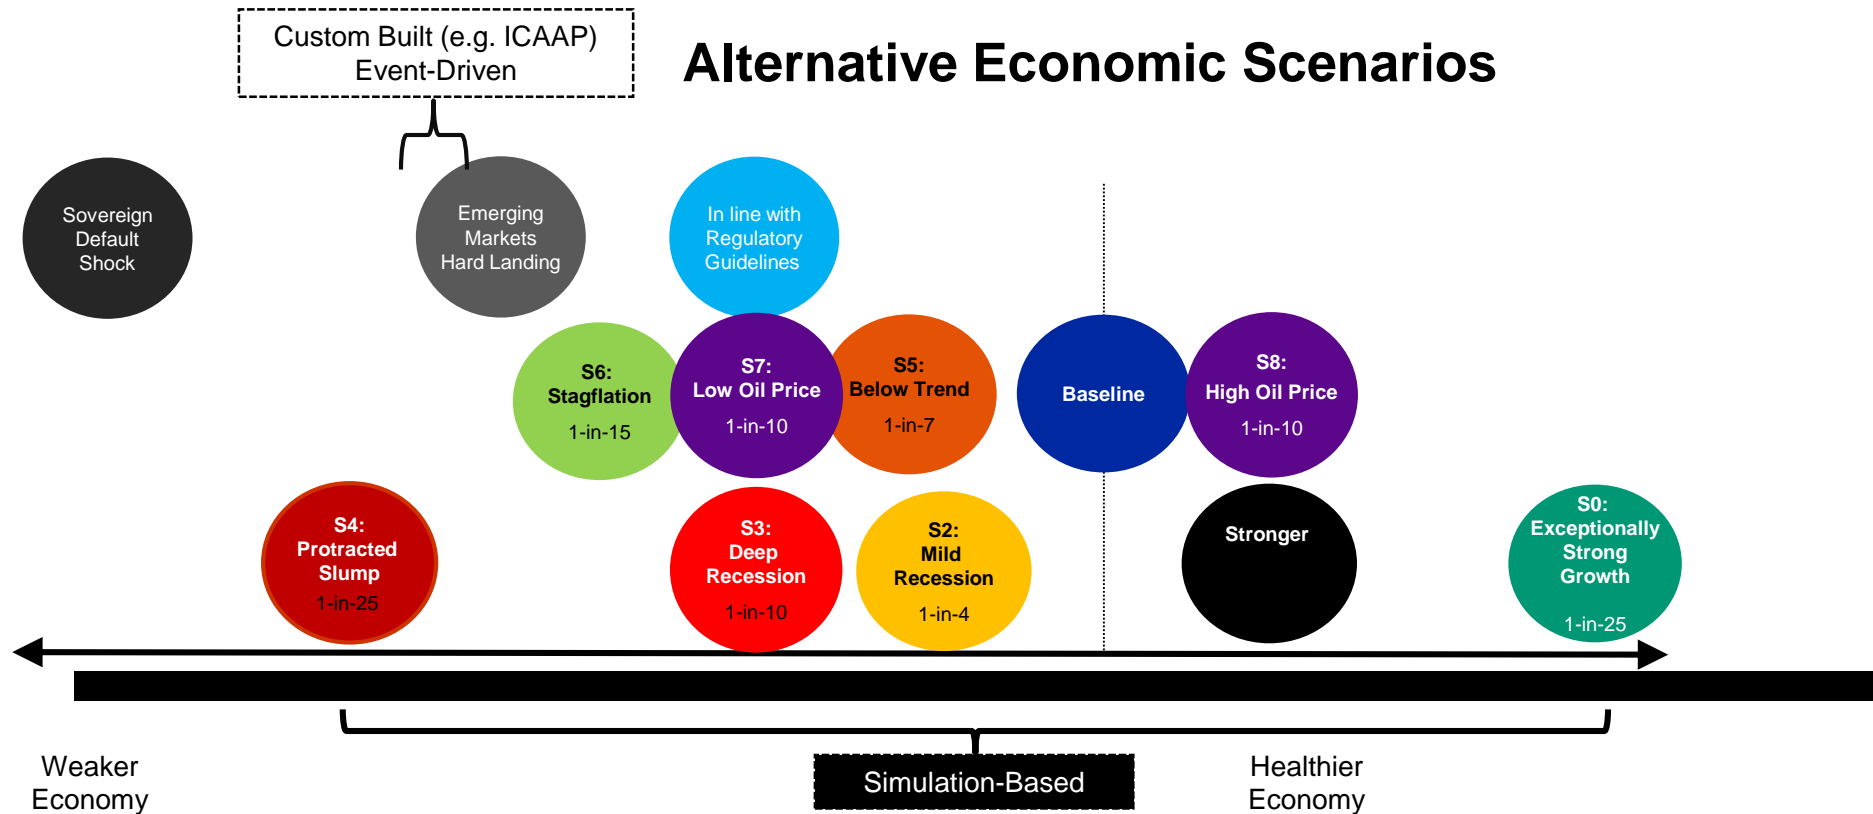 Custom Built (e.g. ICAAP)
Event-Driven
Alternative Economic Scenarios
Sovereign
Default
Shock
Emerging
Markets
Hard Landing
In line with
Regulatory
Guidelines
S6:
Stagflation
1-in-15
S7:
Low Oil Price
1-in-10
S5:
Below Trend
1-in-7
Baseline
S8:
High Oil Price
1-in-10
S4:
Protracted
Slump
1-in-25
S3:
Deep
Recession
1-in-10
S2:
Mild
Recession
1-in-4
Stronger
S0:
Exceptionally
Strong
Growth
1-in-25
Weaker
Economy
Simulation-Based
Healthier
Economy